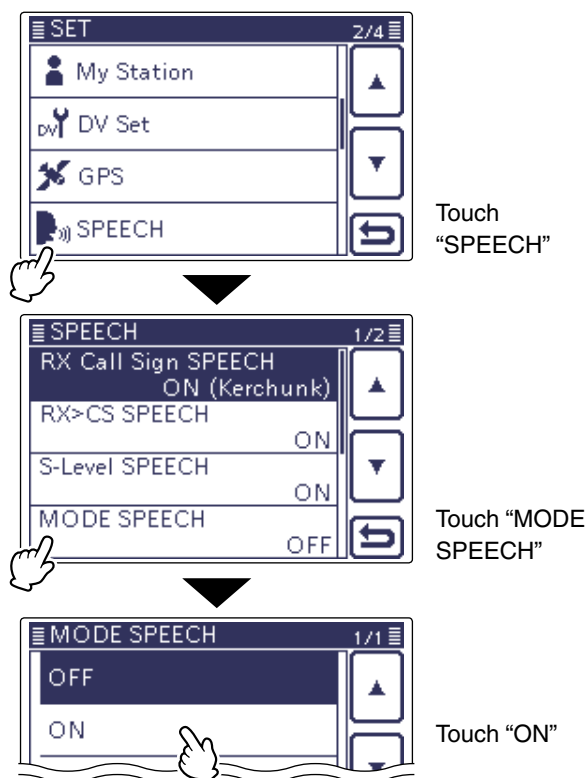 SET 2/4
My Station
DV DV Set
GPS
SPEECH
Touch
“SPEECH”
SPEECH 1/2
RX Call Sign SPEECH
ON (Kerchunk)
RX>CS SPEECH
ON
S-Level SPEECH
ON
MODE SPEECH
OFF
Touch “MODE
SPEECH”
MODE SPEECH 1/1
OFF
ON
Touch “ON”